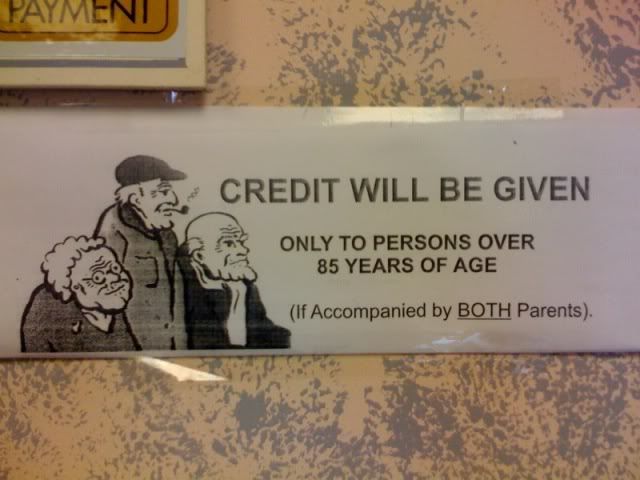 PAYMENT
CREDIT WILL BE GIVEN
ONLY TO PERSONS OVER
85 YEARS OF AGE
(If Accompanied by BOTH Parents).